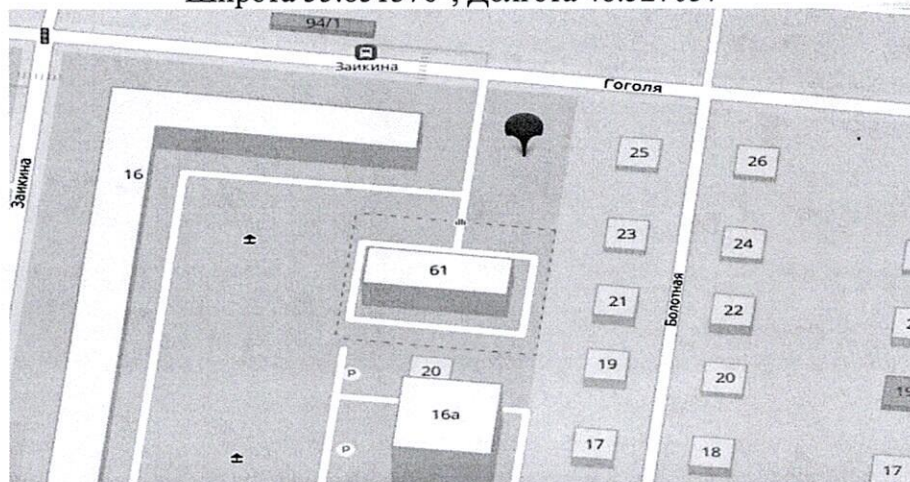 94/1
Заикина
Гоголя
Заикина
16
25
26
23
24
61
21
22
Болотная
19
20
20
16а
P
P
17
18
17